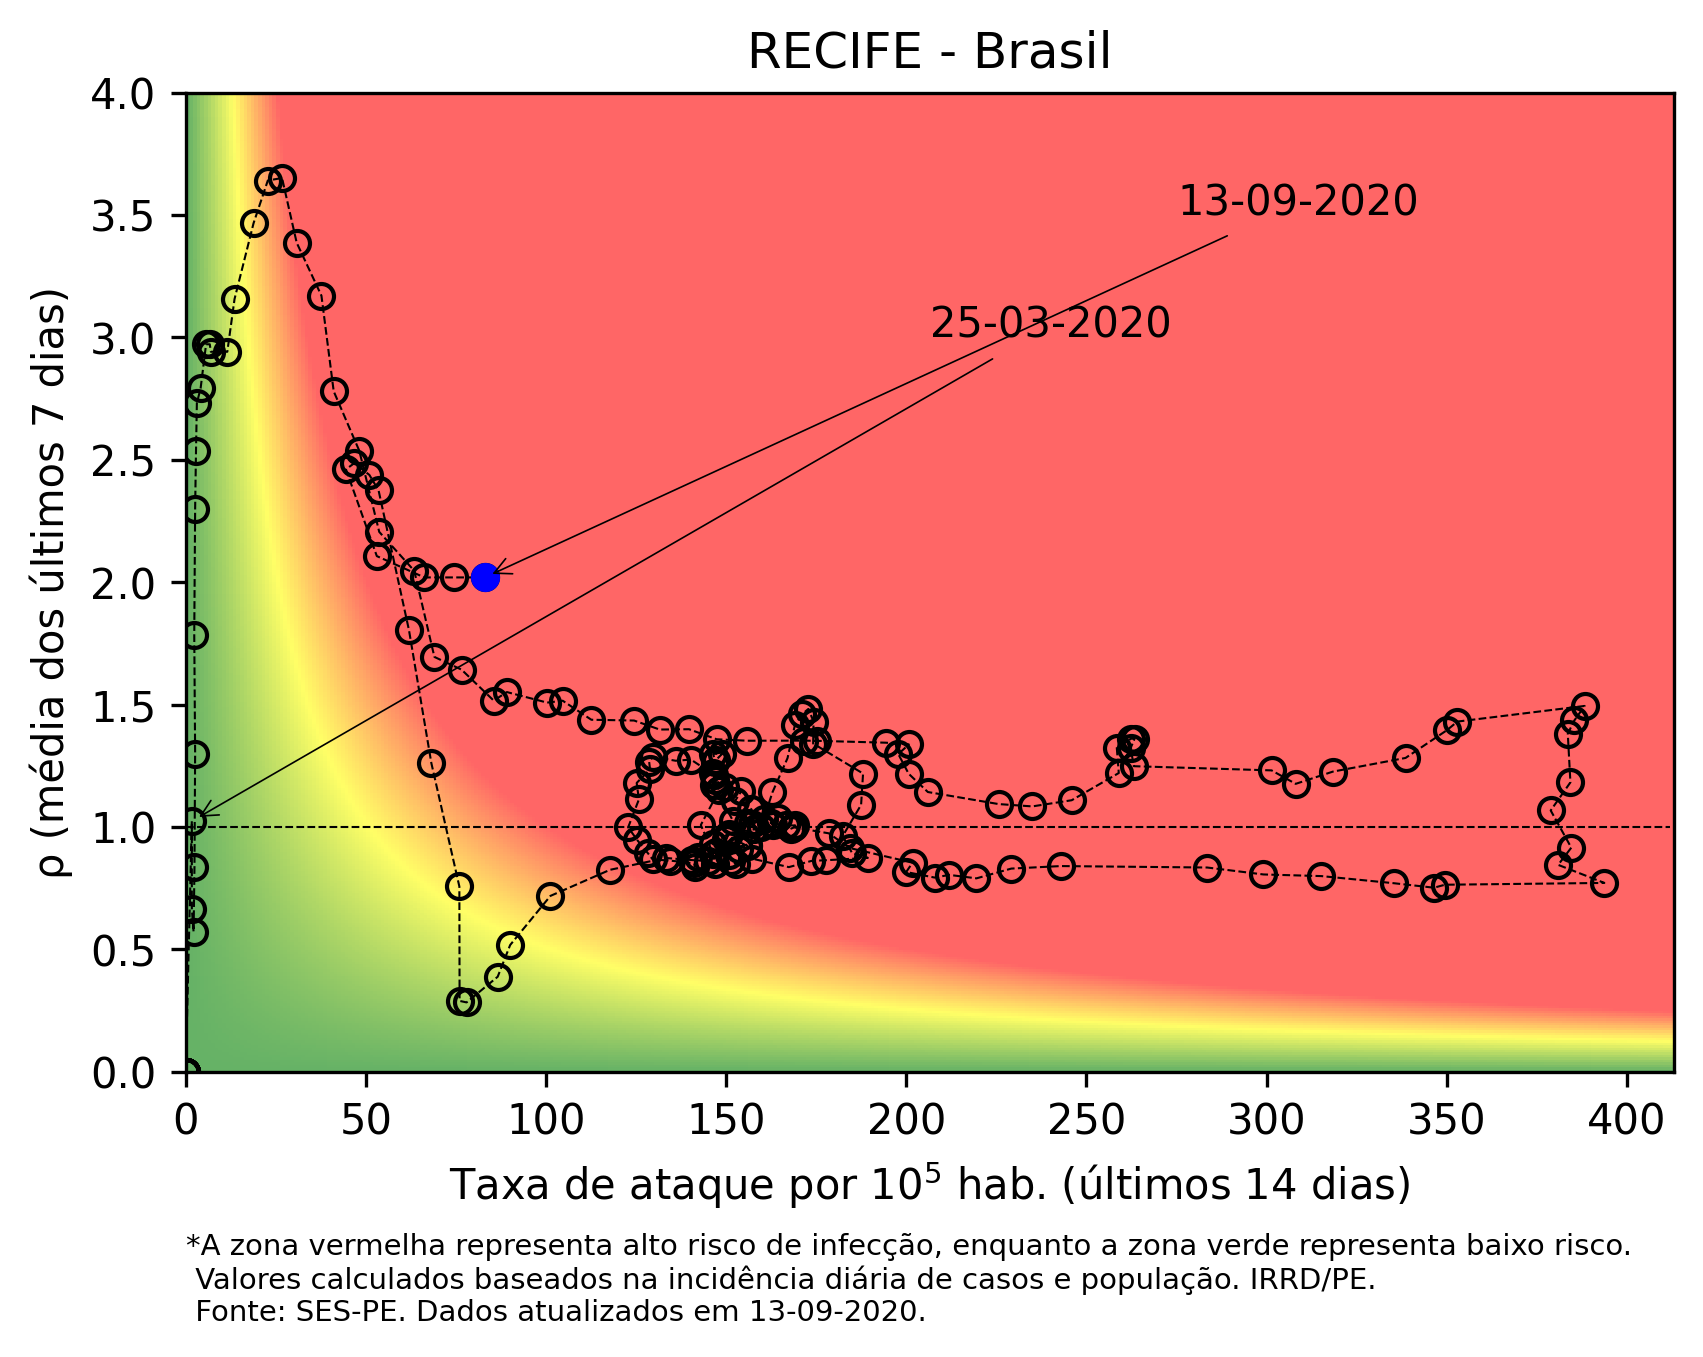 RECIFE - Brasil
4.0
3.5
3.0
2.5
2.0
1.5
1.0
0.5
0.0
ρ (média dos últimos 7 dias)
13-09-2020
25-03-2020
0 50 100 150 200 250 300 350 400
Taxa de ataque por 10⁵ hab. (últimos 14 dias)
*A zona vermelha representa alto risco de infecção, enquanto a zona verde representa baixo risco.
Valores calculados baseados na incidência diária de casos e população. IRRD/PE.
Fonte: SES-PE. Dados atualizados em 13-09-2020.